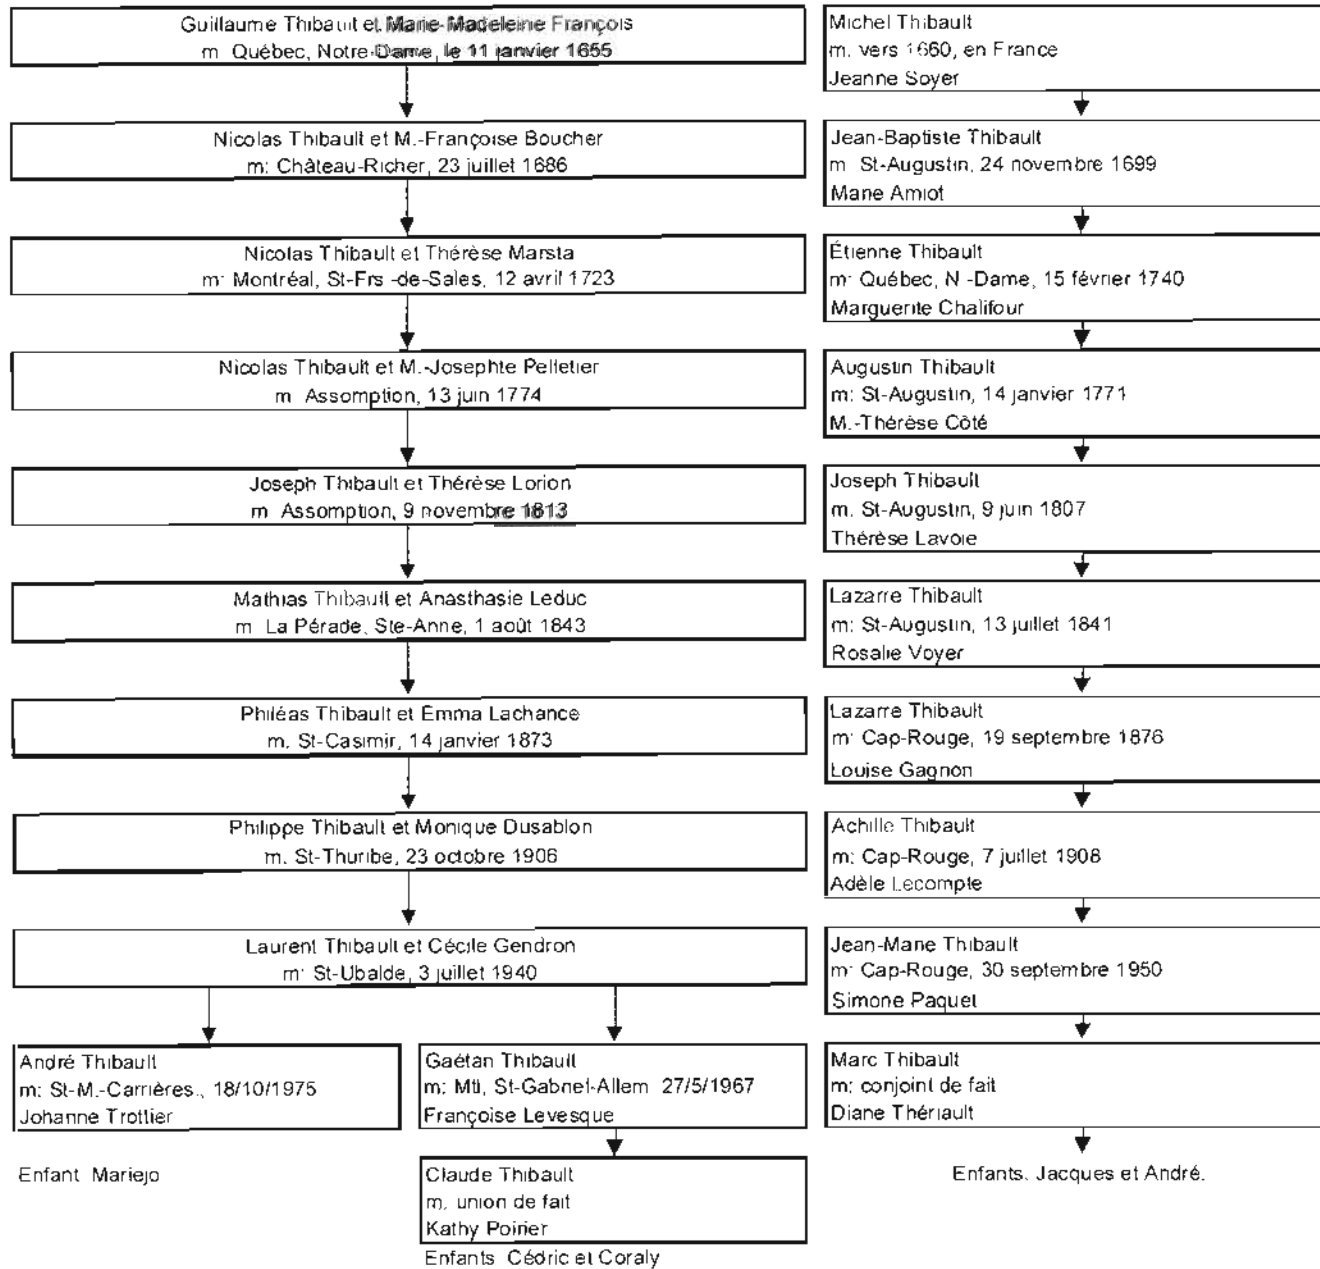 Guillaume Thibault et Marie-Madeleine François
m Québec, Notre-Dame, le 11 janvier 1655
Nicolas Thibault et M.-Françoise Boucher
m: Château-Richer, 23 juillet 1686
Nicolas Thibault et Thérèse Marsta
m: Montréal, St-Frs -de-Sales, 12 avril 1723
Nicolas Thibault et M.-Josephte Pelletier
m Assomption, 13 juin 1774
Joseph Thibault et Thérèse Lorion
m Assomption, 9 novembre 1813
Mathias Thibault et Anasthasie Leduc
m La Pérade, Ste-Anne, 1 août 1843
Philéas Thibault et Emma Lachance
m. St-Casimir, 14 janvier 1873
Philippe Thibault et Monique Dusablon
m. St-Thuribe, 23 octobre 1906
Laurent Thibault et Cécile Gendron
m: St-Ubalde, 3 juillet 1940
André Thibault
m: St-M.-Carrières., 18/10/1975
Johanne Trottier
Enfant Mariejo
Gaétan Thibault
m: Mtl, St-Gabriel-Allem 27/5/1967
Françoise Levesque
Claude Thibault
m. union de fait
Kathy Poirier
Enfants Cédric et Coraly
Michel Thibault
m. vers 1660, en France
Jeanne Soyer
Jean-Baptiste Thibault
m St-Augustin, 24 novembre 1699
Marie Amiot
Étienne Thibault
m: Québec, N -Dame, 15 février 1740
Marguerite Chalifour
Augustin Thibault
m: St-Augustin, 14 janvier 1771
M.-Thérèse Côté
Joseph Thibault
m. St-Augustin, 9 juin 1807
Thérèse Lavoie
Lazarre Thibault
m: St-Augustin, 13 juillet 1841
Rosalie Voyer
Lazarre Thibault
m: Cap-Rouge, 19 septembre 1876
Louise Gagnon
Achille Thibault
m: Cap-Rouge, 7 juillet 1908
Adèle Lecompte
Jean-Marie Thibault
m: Cap-Rouge, 30 septembre 1950
Simone Paquet
Marc Thibault
m: conjoint de fait
Diane Thériault
Enfants. Jacques et André.